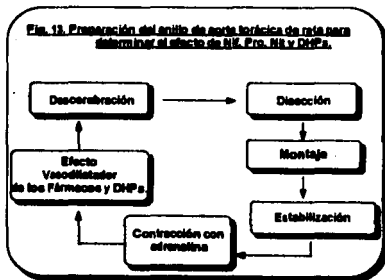 Fig. 13. Preparación del anillo de aorta torácica de rata para
determinar el efecto de Nif, Pro, Nit y DHPs.
Descerebración
Disección
Montaje
Estabilización
Contracción con
adrenalina
Efecto
Vasodilatador
de los Fármacos y DHPs.